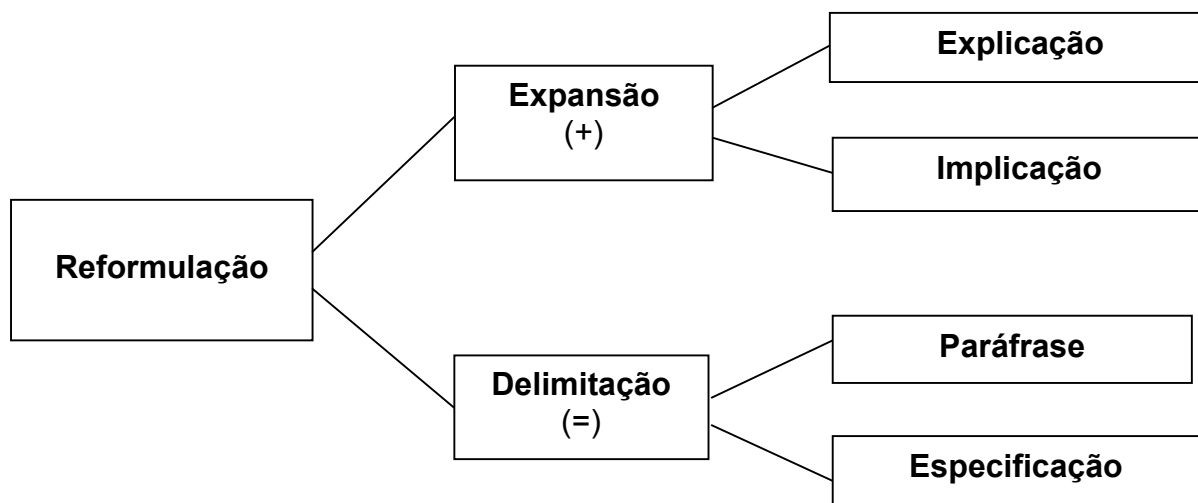 Reformulação
Expansão
(+)
Explicação
Implicação
Delimitação
(=)
Paráfrase
Especificação